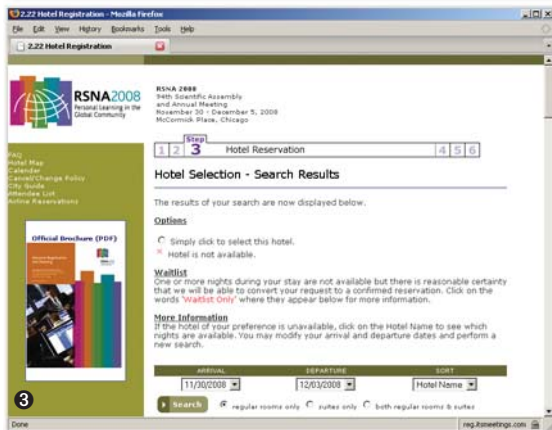 2.22 Hotel Registration - Mozilla Firefox
File Edit View History Bookmarks Tools Help
2.22 Hotel Registration
RSNA2008
Personal Learning in the
Global Community
RSNA 2008
94th Scientific Assembly
and Annual Meeting
November 30 - December 5, 2008
McCormick Place, Chicago
Step
1 2 3 Hotel Reservation 4 5 6
FAQ
Hotel Map
Calendar
Cancel/Change Policy
City Guide
Attendee List
Airline Reservations
Official Brochure (PDF)
Hotel Selection - Search Results
The results of your search are now displayed below.
Options
Simply click to select this hotel.
Hotel is not available.
Waitlist
One or more nights during your stay are not available but there is reasonable certainty
that we will be able to convert your request to a confirmed reservation. Click on the
words 'Waitlist Only' where they appear below for more information.
More Information
If the hotel of your preference is unavailable, click on the Hotel Name to see which
nights are available. You may modify your arrival and departure dates and perform a
new search.
ARRIVAL DEPARTURE SORT
11/30/2008 12/03/2008 Hotel Name
Search regular rooms only suites only both regular rooms & suites
3
Done reg.itsmeetings.com